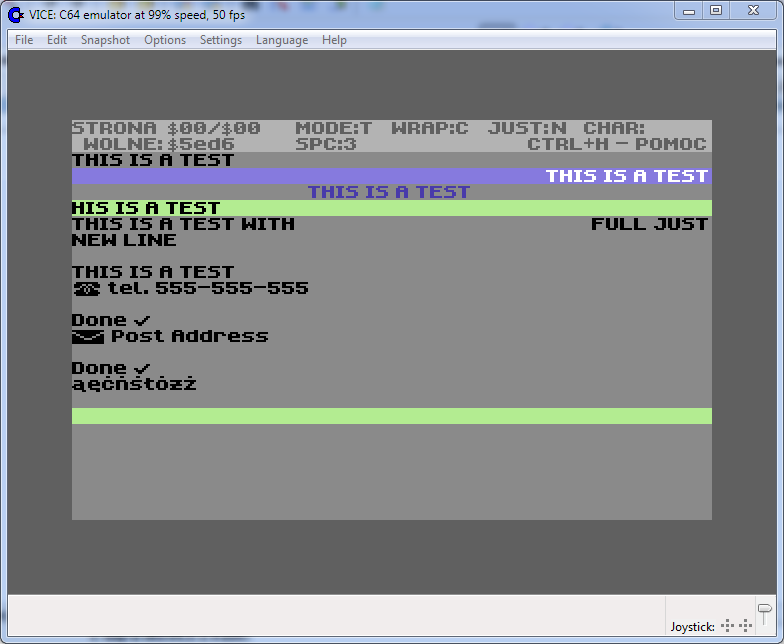 VICE: C64 emulator at 99% speed, 50 fps
File Edit Snapshot Options Settings Language Help
STRONA $00/$00 MODE:T WRAP:C JUST:N CHAR:
WOLNE:$5ed6 SPC:3 CTRL+H – POMOC
THIS IS A TEST
THIS IS A TEST
THIS IS A TEST
HIS IS A TEST
THIS IS A TEST WITH FULL JUST
NEW LINE
THIS IS A TEST
☎ tel. 555–555–555
Done ✓
Post Address
Done ✓
ąęćńśtóƶż
Joystick: